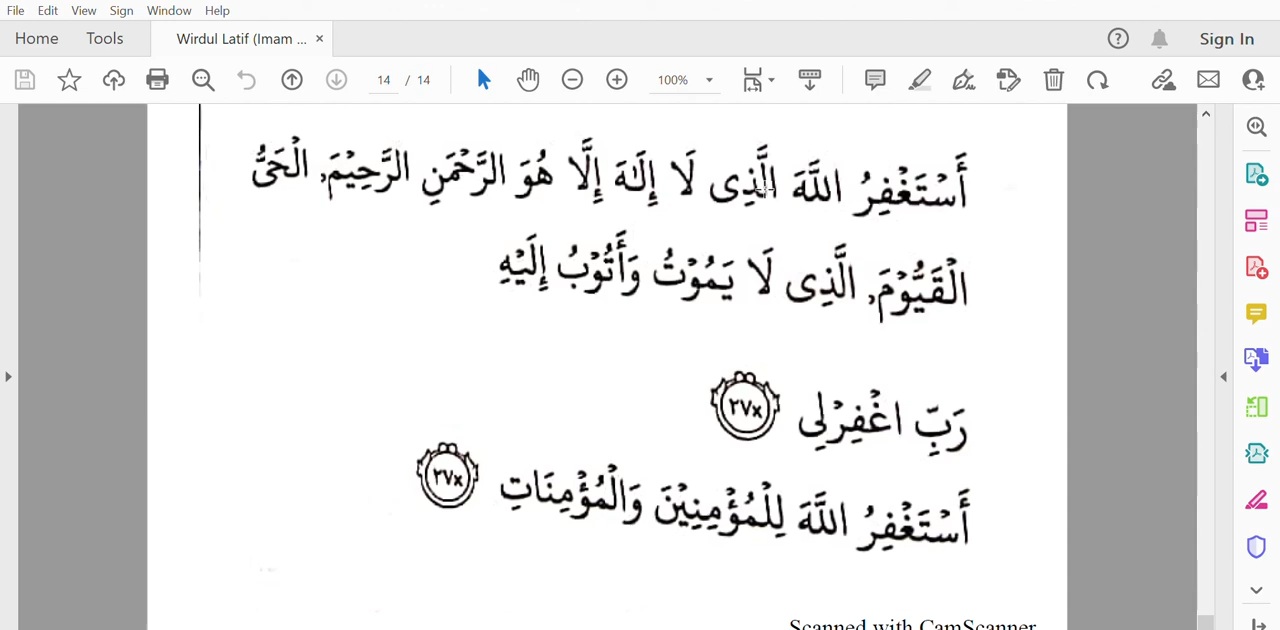 File Edit View Sign Window Help
Home Tools Wirdul Latif (Imam ... × Sign In
14 / 14 100%
أَسْتَغْفِرُ اللَّهَ الَّذِى لَا إِلَهَ إِلَّا هُوَ الرَّحْمَنِ الرَّحِيْمَ, الْحَيُّ
الْقَيُّوْمَ, الَّذِى لَا يَمُوْتُ وَأَتُوْبُ إِلَيْهِ
رَبِّ اغْفِرْلِى ٢٧x
أَسْتَغْفِرُ اللَّهَ لِلْمُؤْمِنِيْنَ وَالْمُؤْمِنَاتِ ٢٧x
Scanned with CamScanner